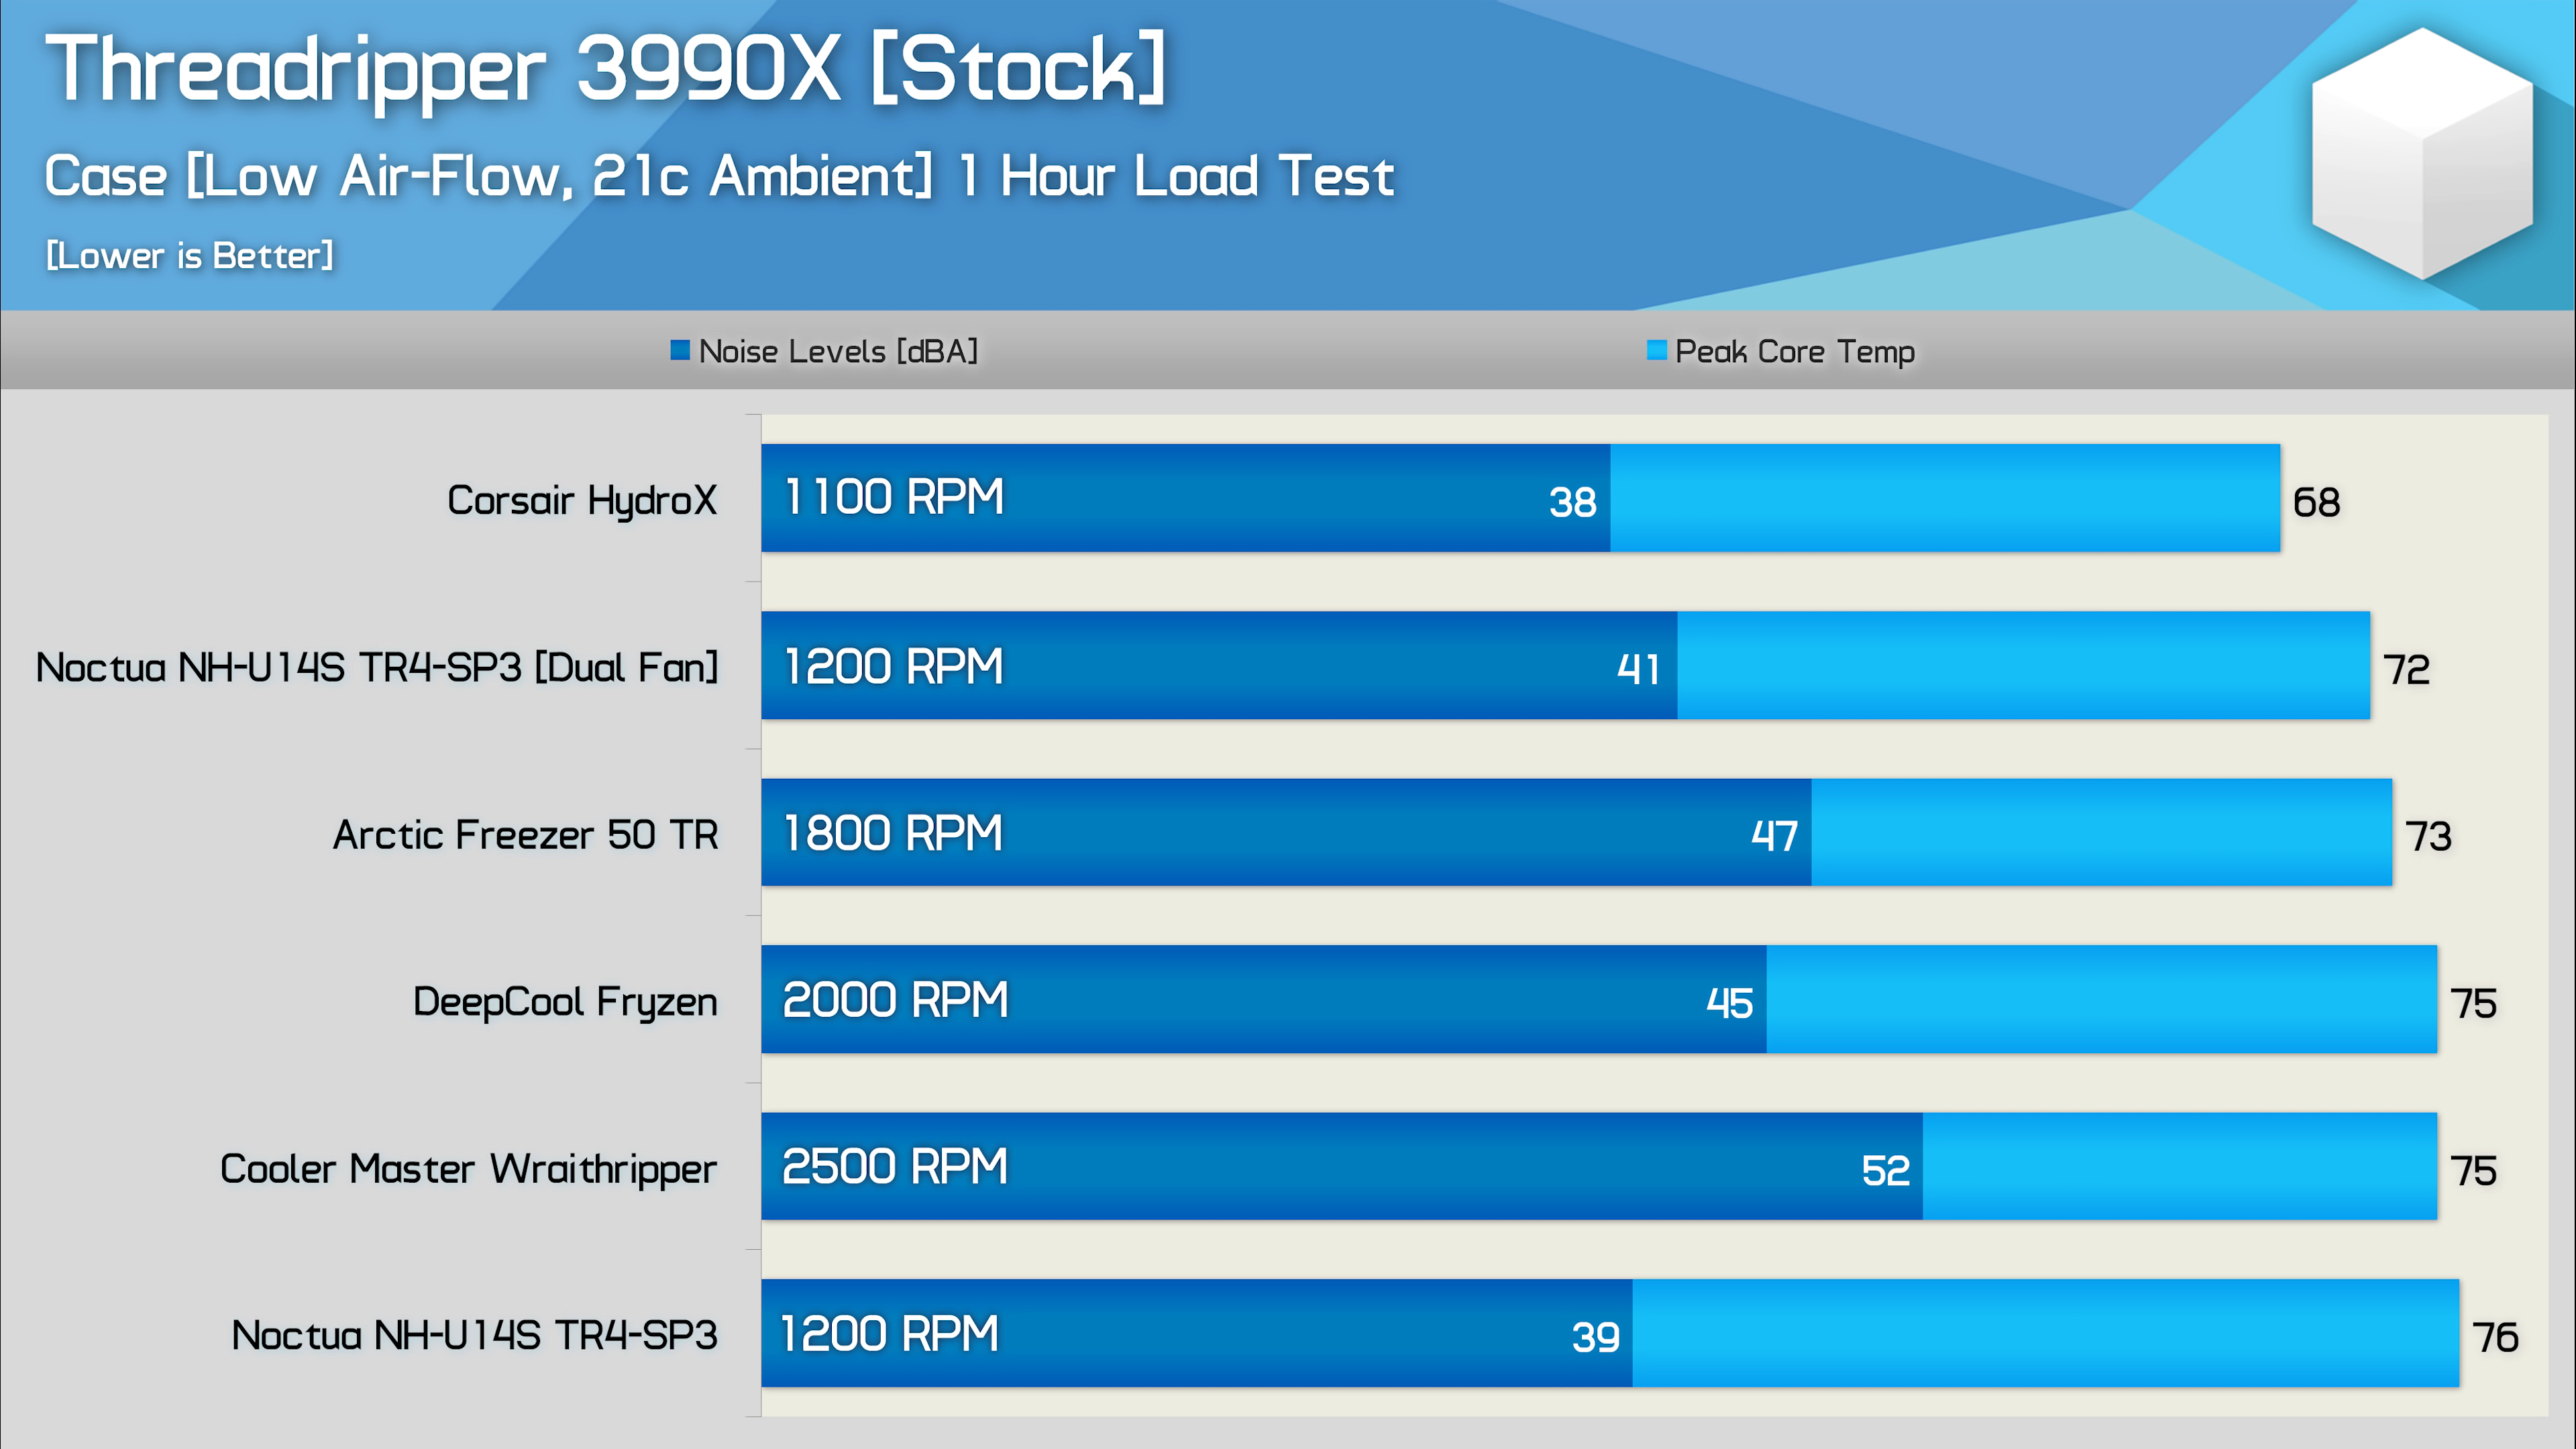 Threadripper 3990X [Stock]
Case [Low Air-Flow, 21c Ambient] 1 Hour Load Test
[Lower is Better]
Noise Levels [dBA] Peak Core Temp
Corsair HydroX 1100 RPM 38 68
Noctua NH-U14S TR4-SP3 [Dual Fan] 1200 RPM 41 72
Arctic Freezer 50 TR 1800 RPM 47 73
DeepCool Fryzen 2000 RPM 45 75
Cooler Master Wraithripper 2500 RPM 52 75
Noctua NH-U14S TR4-SP3 1200 RPM 39 76